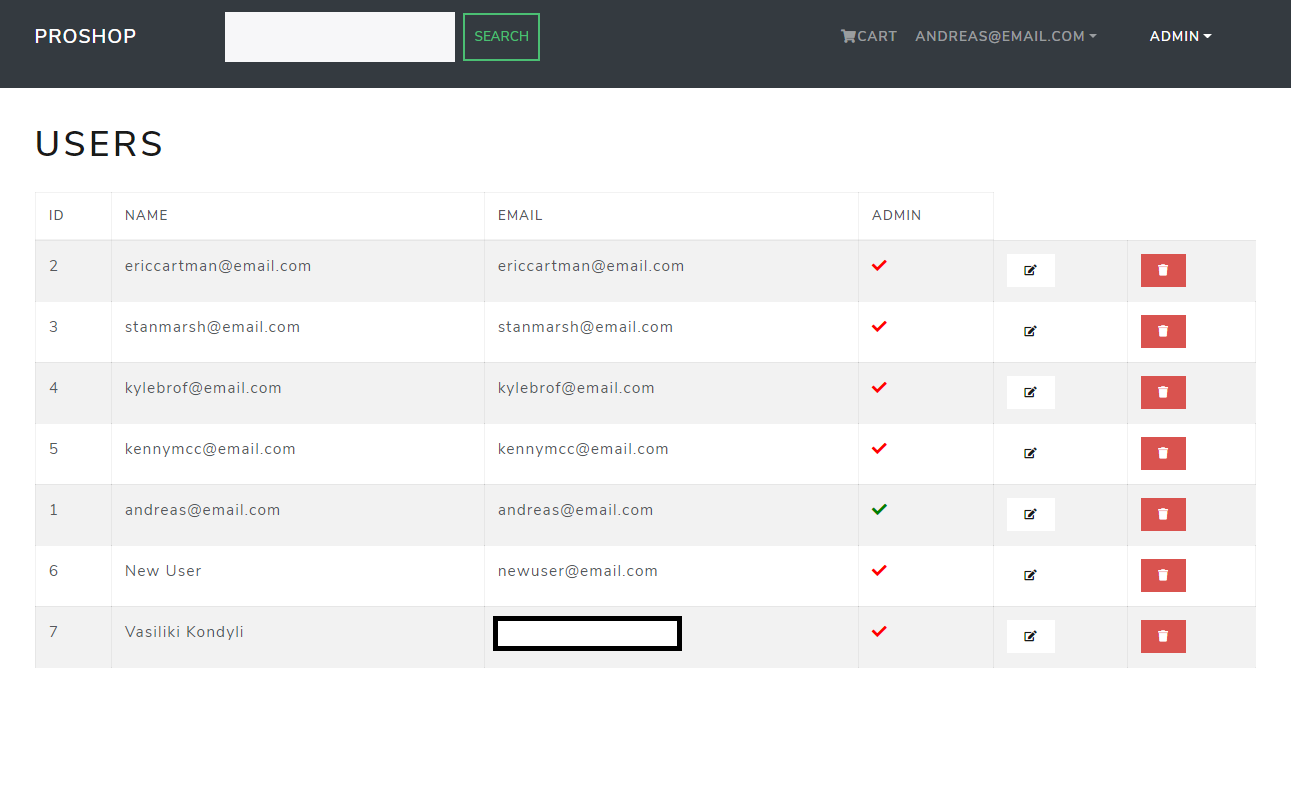 PROSHOP SEARCH CART ANDREAS@EMAIL.COM ADMIN
USERS
ID NAME EMAIL ADMIN
2 ericcartman@email.com ericcartman@email.com
3 stanmarsh@email.com stanmarsh@email.com
4 kylebrof@email.com kylebrof@email.com
5 kennymcc@email.com kennymcc@email.com
1 andreas@email.com andreas@email.com
6 New User newuser@email.com
7 Vasiliki Kondyli